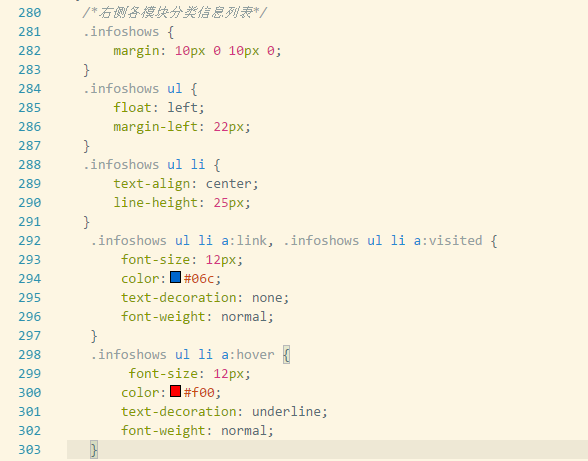 280 /*右侧各模块分类信息列表*/
281 .infoshows {
282 margin: 10px 0 10px 0;
283 }
284 .infoshows ul {
285 float: left;
286 margin-left: 22px;
287 }
288 .infoshows ul li {
289 text-align: center;
290 line-height: 25px;
291 }
292 .infoshows ul li a:link, .infoshows ul li a:visited {
293 font-size: 12px;
294 color: #06c;
295 text-decoration: none;
296 font-weight: normal;
297 }
298 .infoshows ul li a:hover {
299 font-size: 12px;
300 color: #f00;
301 text-decoration: underline;
302 font-weight: normal;
303 }